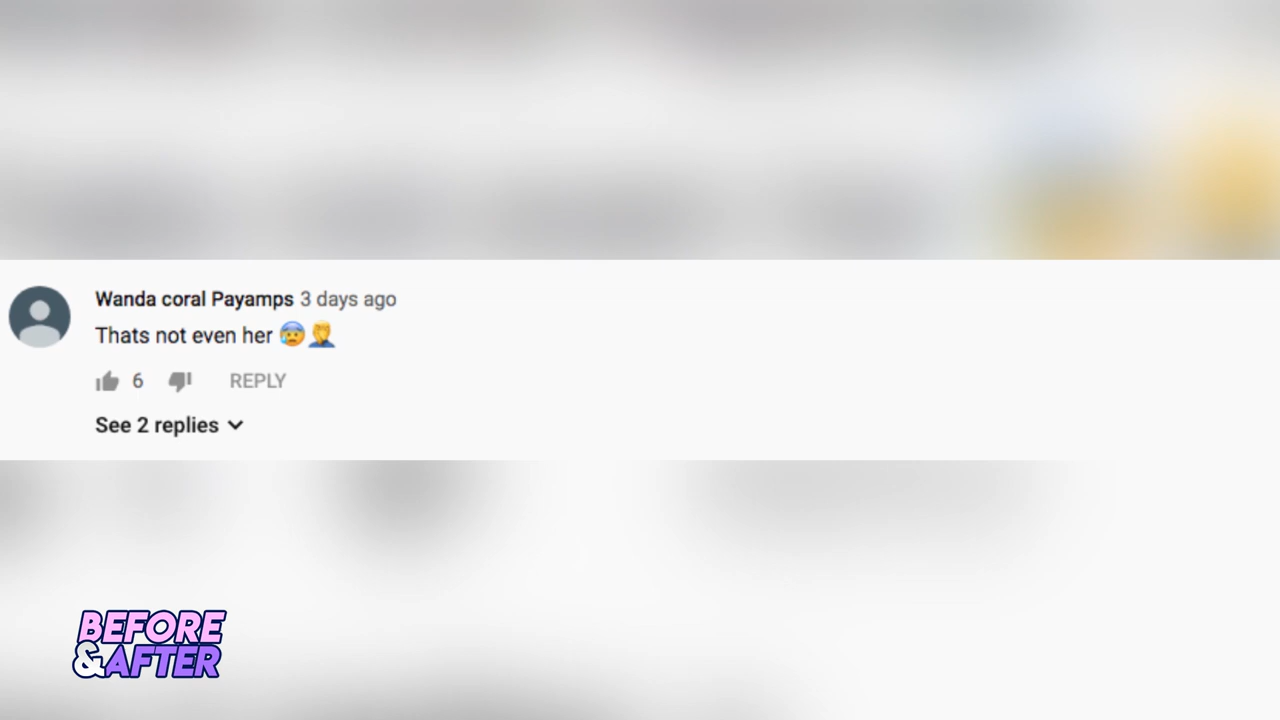 Wanda coral Payamps 3 days ago
Thats not even her 😰🤦
6 REPLY
See 2 replies
BEFORE
&AFTER